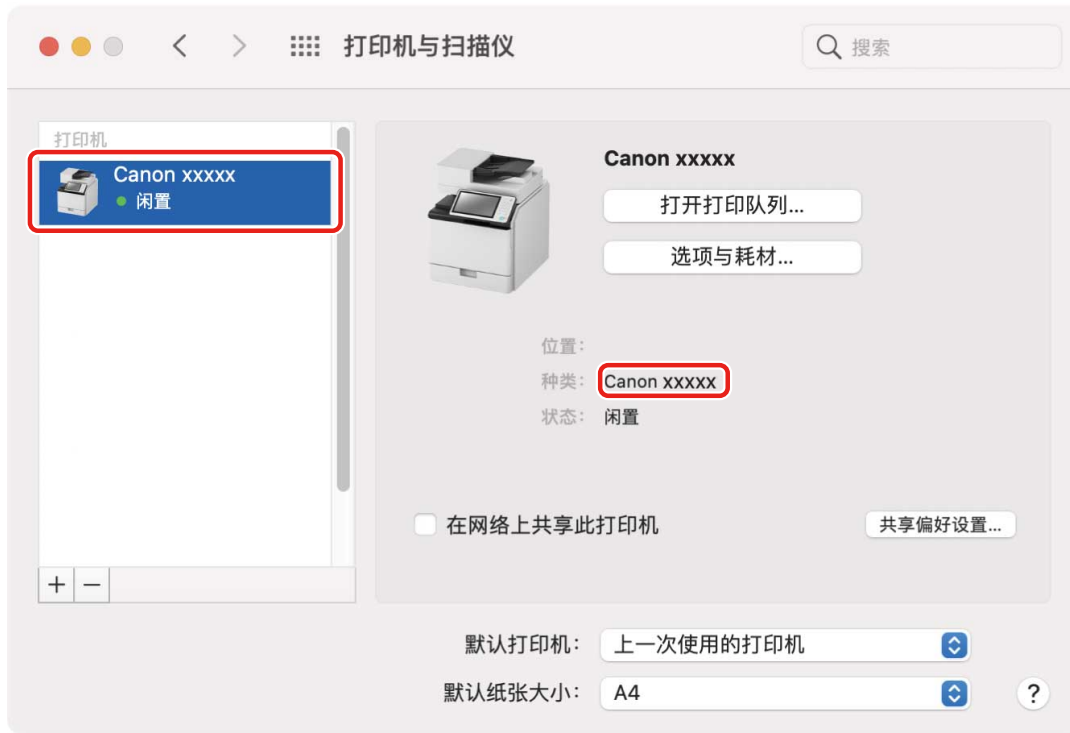 打印机与扫描仪
搜索
打印机
Canon xxxxx
闲置
Canon xxxxx
打开打印队列...
选项与耗材...
位置：
种类： Canon xxxxx
状态： 闲置
在网络上共享此打印机
共享偏好设置...
+ −
默认打印机： 上一次使用的打印机
默认纸张大小： A4
?